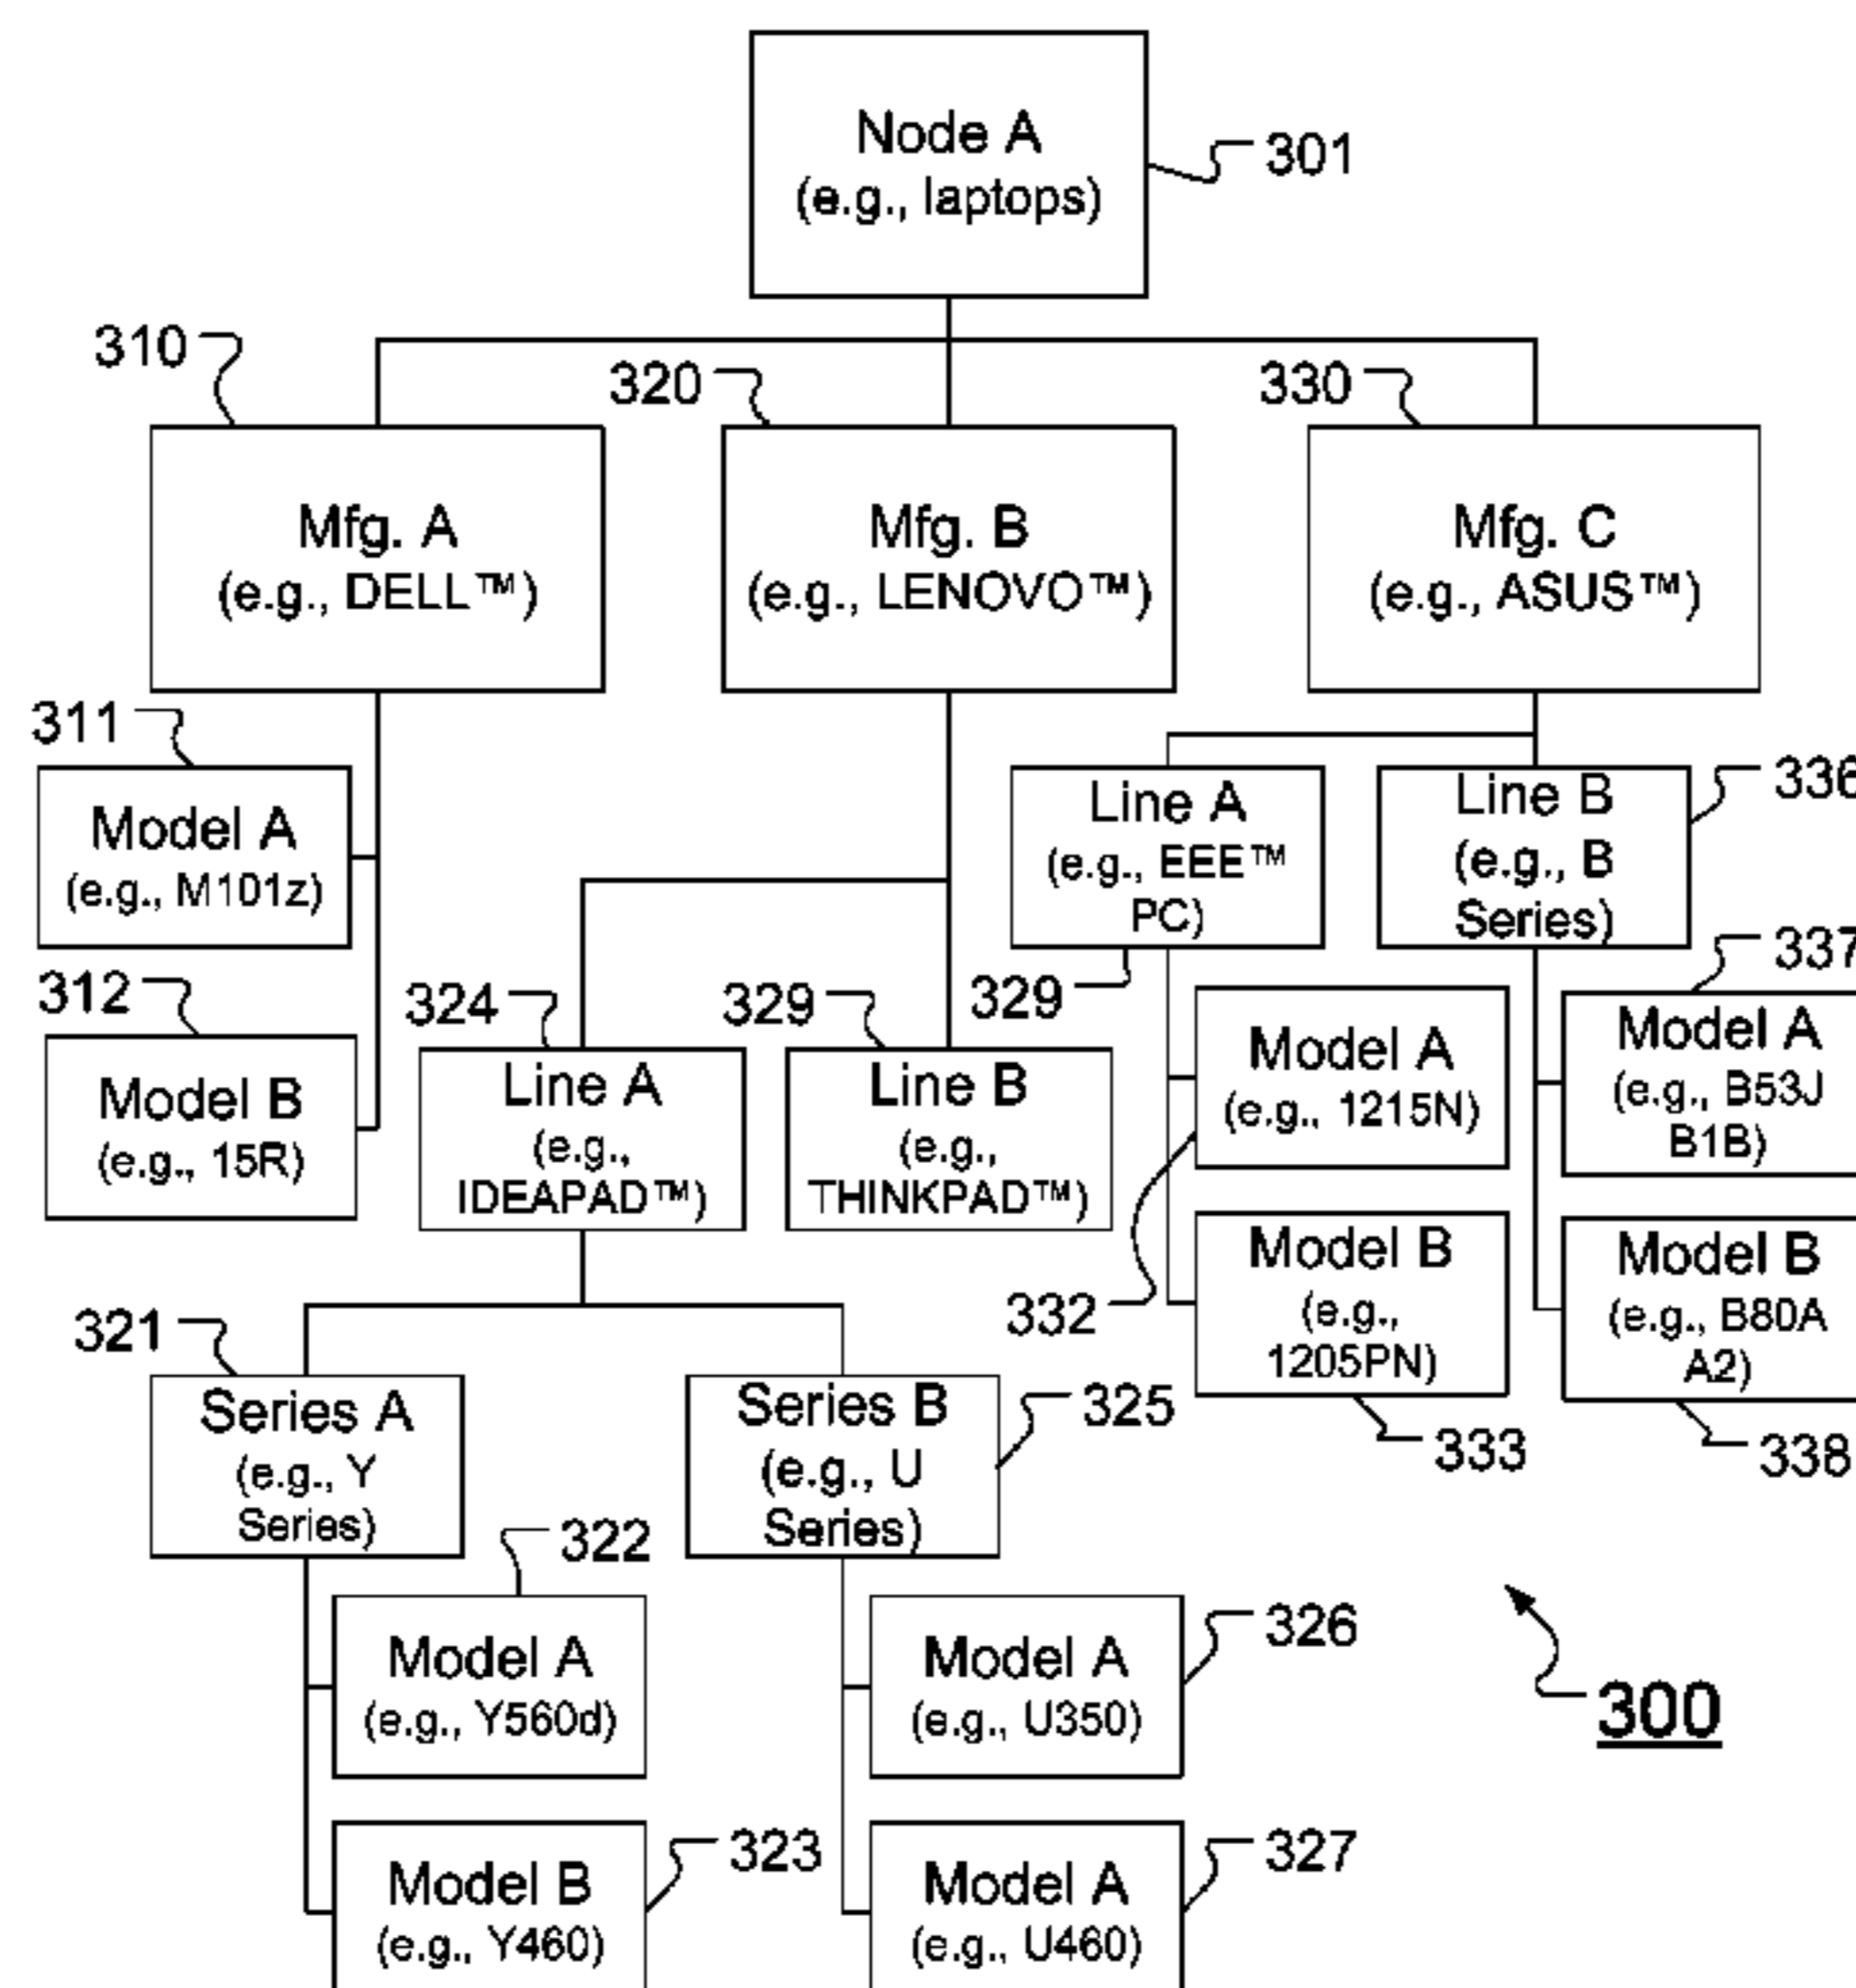 Node A
(e.g., laptops)
301
310
320
330
Mfg. A
(e.g., DELL™)
Mfg. B
(e.g., LENOVO™)
Mfg. C
(e.g., ASUS™)
311
Model A
(e.g., M101z)
312
Model B
(e.g., 15R)
324
Line A
(e.g.,
IDEAPAD™)
329
Line B
(e.g.,
THINKPAD™)
Line A
(e.g., EEE™
PC)
329
Line B
(e.g., B
Series)
336
Model A
(e.g., 1215N)
332
Model B
(e.g.,
1205PN)
333
337
Model A
(e.g., B53J
B1B)
Model B
(e.g., B80A
A2)
338
321
Series A
(e.g., Y
Series)
322
Model A
(e.g., Y560d)
Model B
(e.g., Y460)
323
Series B
(e.g., U
Series)
325
Model A
(e.g., U350)
326
Model A
(e.g., U460)
327
300